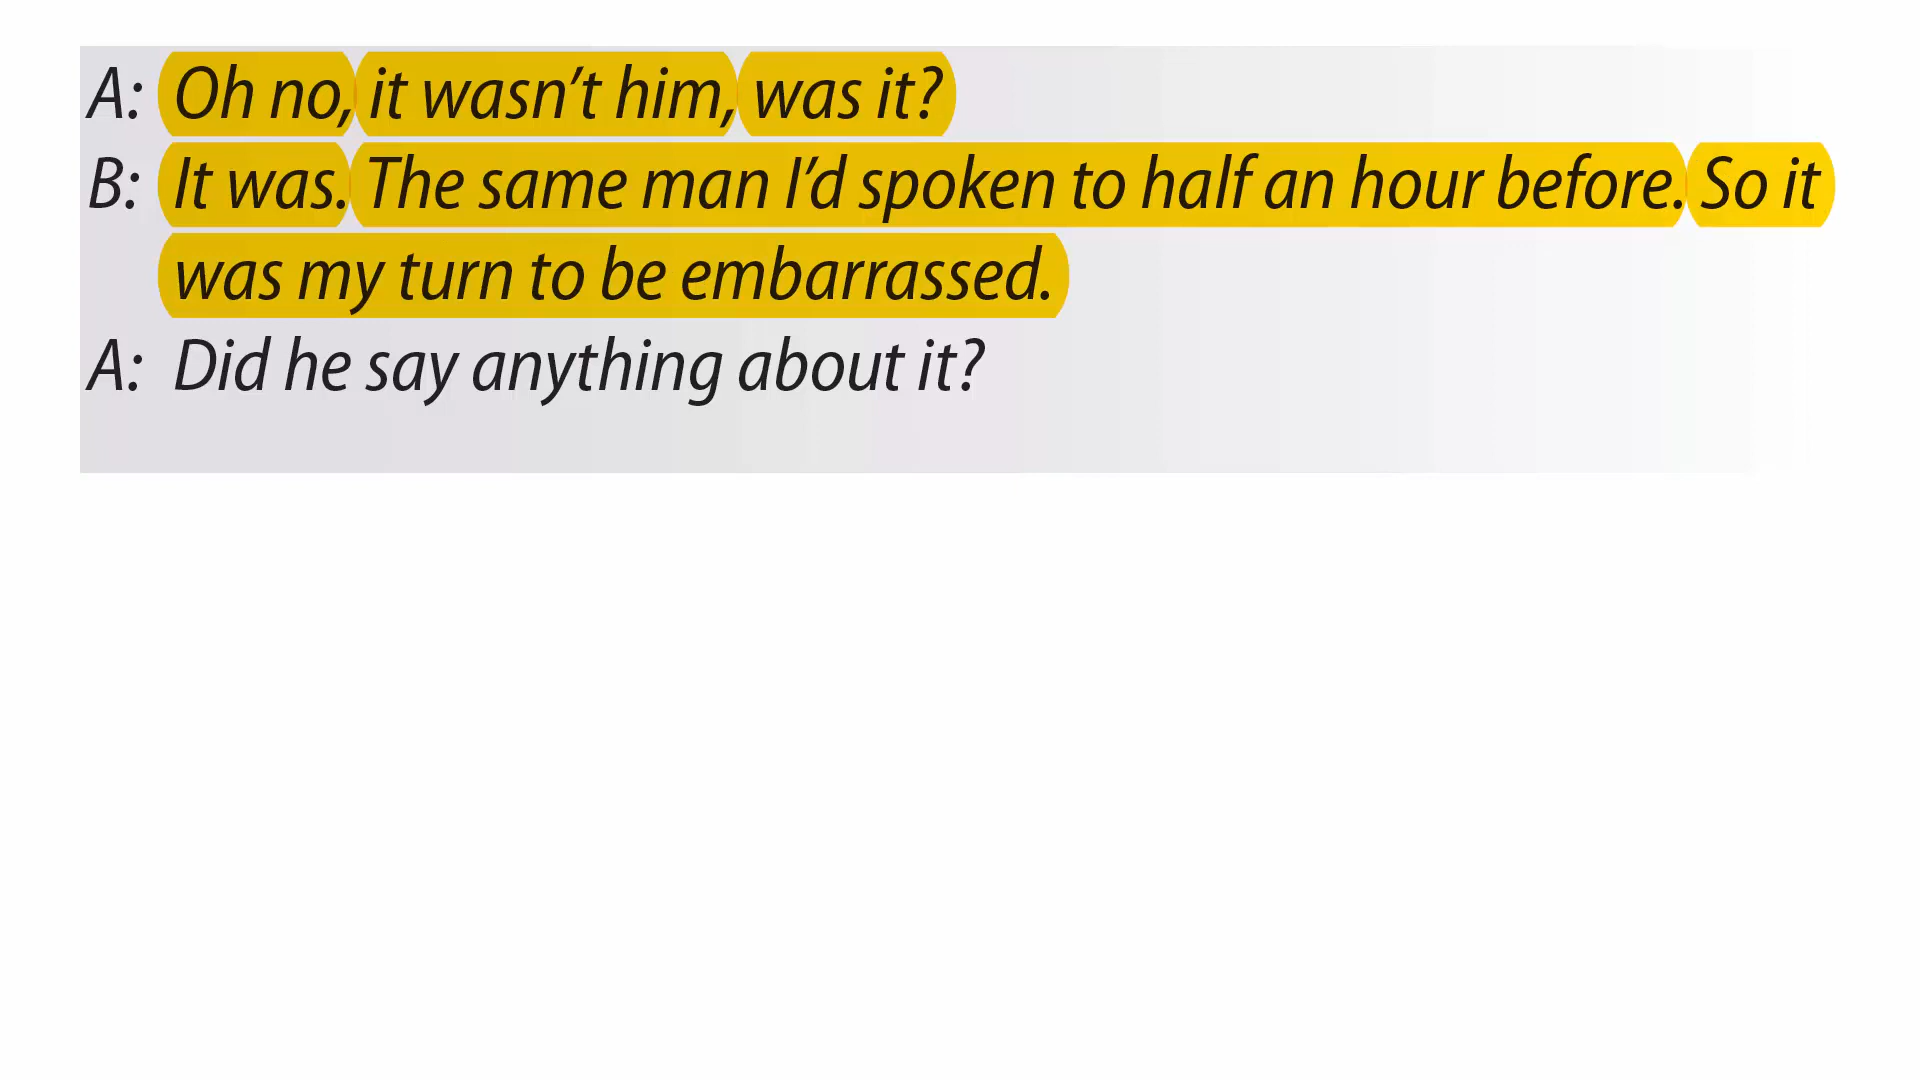 A: Oh no, it wasn’t him, was it?
B: It was. The same man I’d spoken to half an hour before. So it
was my turn to be embarrassed.
A: Did he say anything about it?